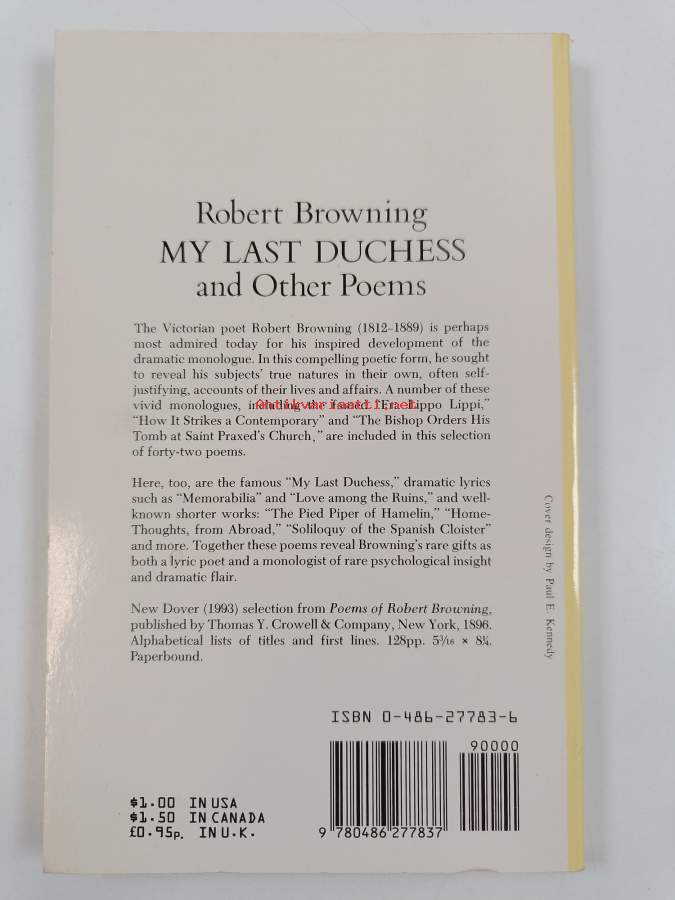 Robert Browning
MY LAST DUCHESS
and Other Poems
The Victorian poet Robert Browning (1812–1889) is perhaps
most admired today for his inspired development of the
dramatic monologue. In this compelling poetic form, he sought
to reveal his subjects’ true natures in their own, often self-
justifying, accounts of their lives and affairs. A number of these
vivid monologues, including the “Fra Lippo Lippi,”
Antikvariaatti.net
“How It Strikes a Contemporary” and “The Bishop Orders His
Tomb at Saint Praxed’s Church,” are included in this selection
of forty-two poems.
Here, too, are the famous “My Last Duchess,” dramatic lyrics
such as “Memorabilia” and “Love among the Ruins,” and well-
known shorter works: “The Pied Piper of Hamelin,” “Home-
Thoughts, from Abroad,” “Soliloquy of the Spanish Cloister”
and more. Together these poems reveal Browning’s rare gifts as
both a lyric poet and a monologist of rare psychological insight
and dramatic flair.
New Dover (1993) selection from Poems of Robert Browning,
published by Thomas Y. Crowell & Company, New York, 1896.
Alphabetical lists of titles and first lines. 128pp. 5³⁄₁₆ × 8¼.
Paperbound.
Cover design by Paul E. Kennedy
ISBN 0-486-27783-6
90000
9 780486 277837
$1.00 IN USA
$1.50 IN CANADA
£0.95p. IN U.K.